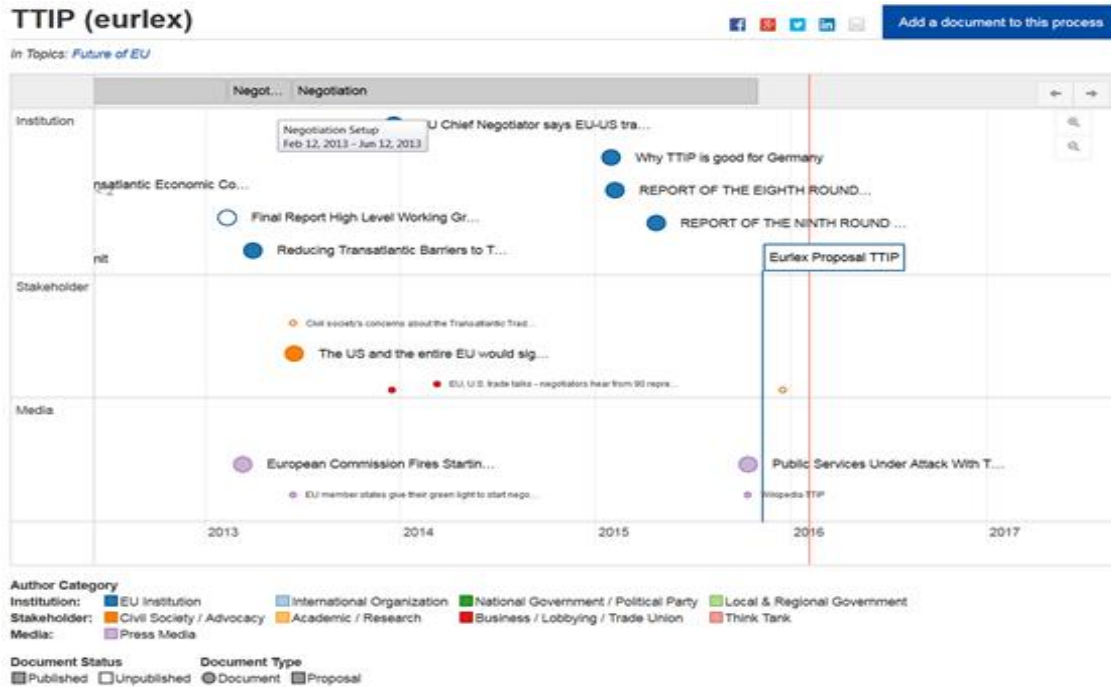 TTIP (eurlex)
Add a document to this process
In Topics: Future of EU
Negot... Negotiation
Institution
U Chief Negotiator says EU-US tra...
Negotiation Setup
Feb 12, 2013 - Jun 12, 2013
Why TTIP is good for Germany
nsatlantic Economic Co...
REPORT OF THE EIGHTH ROUND...
Final Report High Level Working Gr...
REPORT OF THE NINTH ROUND ...
Reducing Transatlantic Barriers to T...
nit
Eurlex Proposal TTIP
Stakeholder
Civil society's concerns about the Transatlantic Trad...
The US and the entire EU would sig...
EU, U.S. trade talks - negotiators hear from 90 repre...
Media
European Commission Fires Startin...
Public Services Under Attack With T...
EU member states give their green light to start nego...
Wikipedia TTIP
2013 2014 2015 2016 2017
Author Category
Institution: EU Institution International Organization National Government / Political Party Local & Regional Government
Stakeholder: Civil Society / Advocacy Academic / Research Business / Lobbying / Trade Union Think Tank
Media: Press Media
Document Status Document Type
Published Unpublished Document Proposal